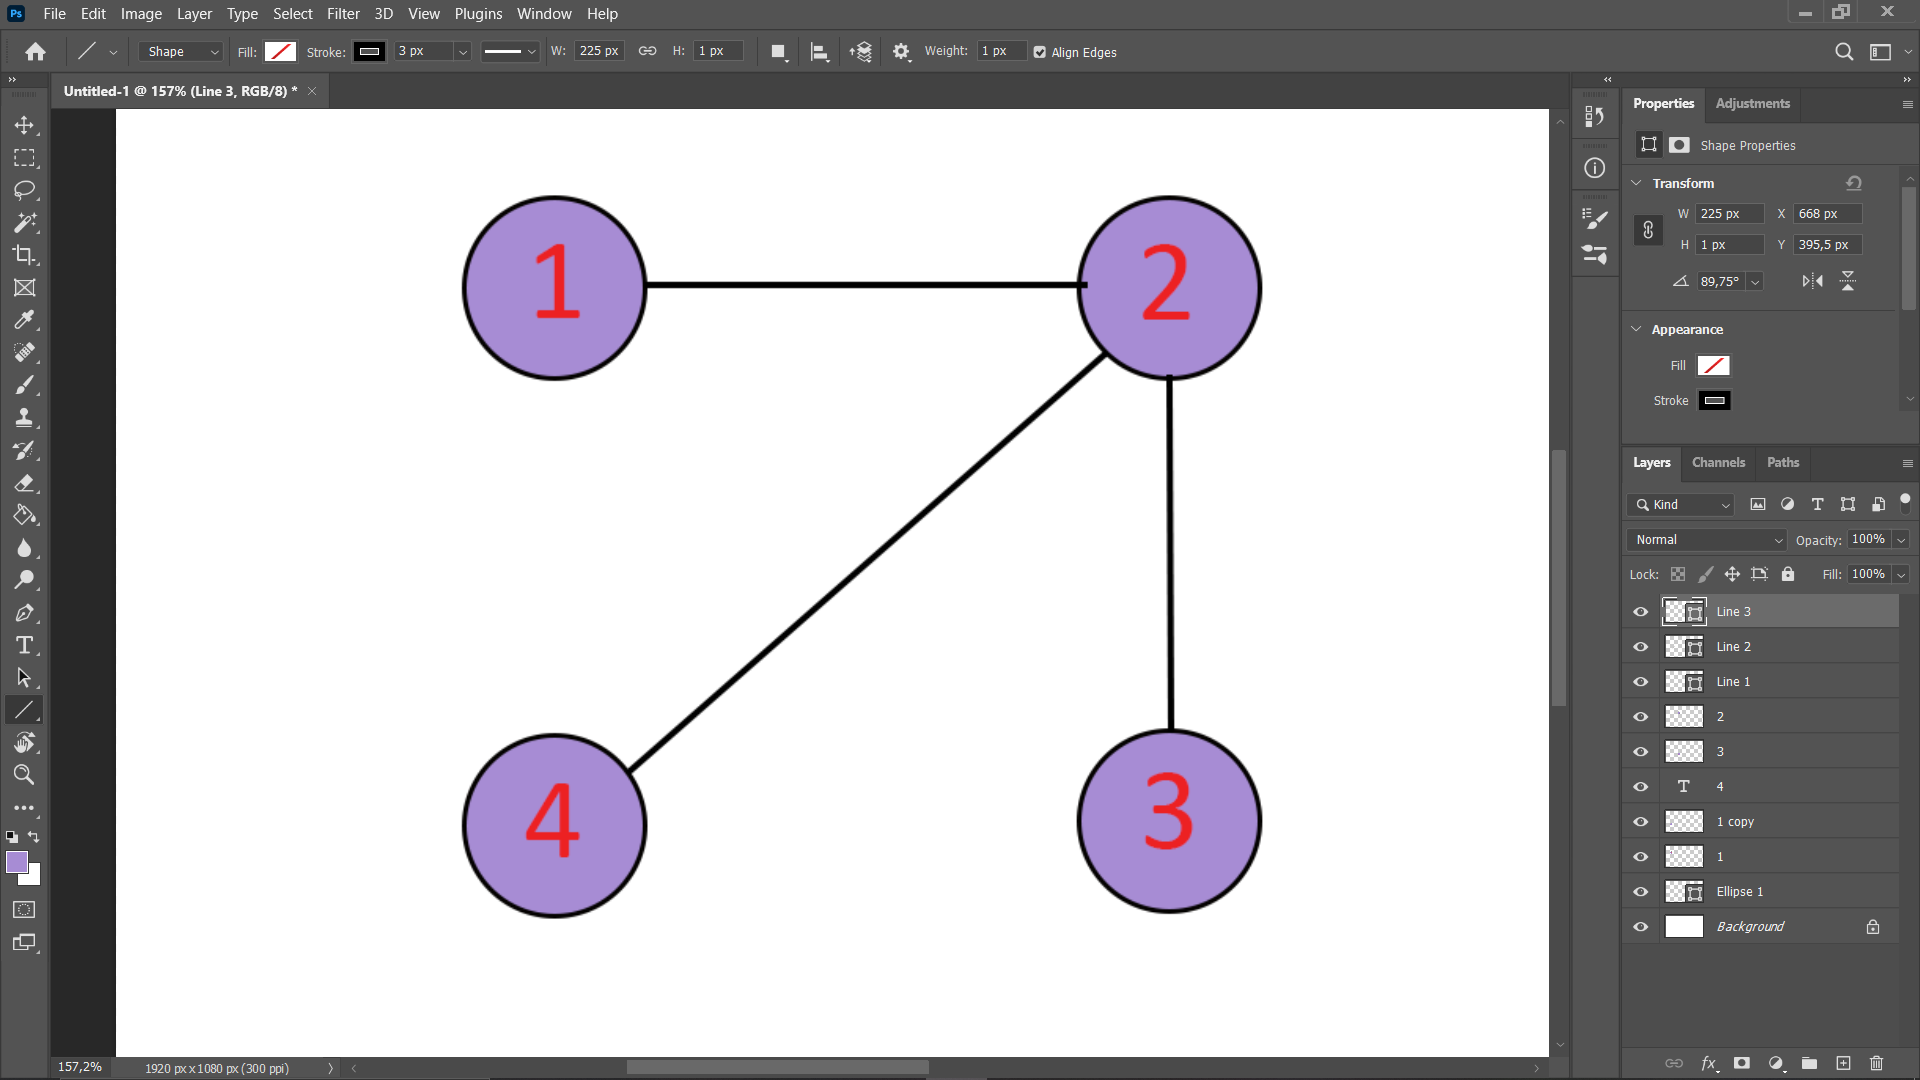 Ps File Edit Image Layer Type Select Filter 3D View Plugins Window Help
Shape Fill: Stroke: 3 px W: 225 px H: 1 px Weight: 1 px Align Edges
Untitled-1 @ 157% (Line 3, RGB/8) *
1
2
4
3
157,2% 1920 px x 1080 px (300 ppi)
Properties Adjustments
Shape Properties
Transform
W 225 px X 668 px
H 1 px Y 395,5 px
89,75°
Appearance
Fill
Stroke
Layers Channels Paths
Kind
Normal Opacity: 100%
Lock: Fill: 100%
Line 3
Line 2
Line 1
2
3
T 4
1 copy
1
Ellipse 1
Background
fx